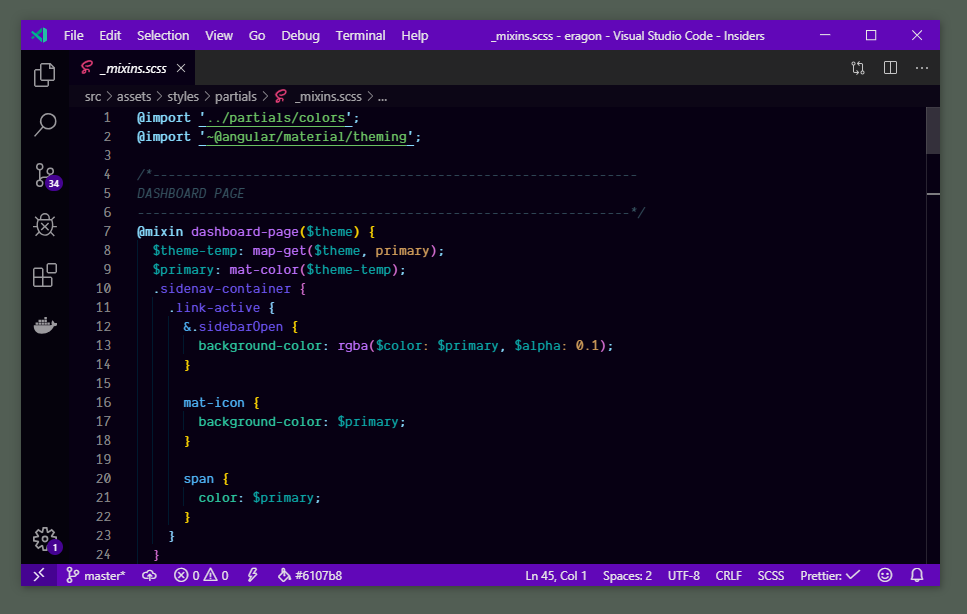 File Edit Selection View Go Debug Terminal Help _mixins.scss - eragon - Visual Studio Code - Insiders
_mixins.scss
src > assets > styles > partials > _mixins.scss > ...
1 @import '../partials/colors';
2 @import '~@angular/material/theming';
3
4 /*---------------------------------------------------------------
5 DASHBOARD PAGE
6 ----------------------------------------------------------------*/
7 @mixin dashboard-page($theme) {
8 $theme-temp: map-get($theme, primary);
9 $primary: mat-color($theme-temp);
10 .sidenav-container {
11 .link-active {
12 &.sidebarOpen {
13 background-color: rgba($color: $primary, $alpha: 0.1);
14 }
15
16 mat-icon {
17 background-color: $primary;
18 }
19
20 span {
21 color: $primary;
22 }
23 }
24 }
34
1
master* 0 0 #6107b8 Ln 45, Col 1 Spaces: 2 UTF-8 CRLF SCSS Prettier: ✓